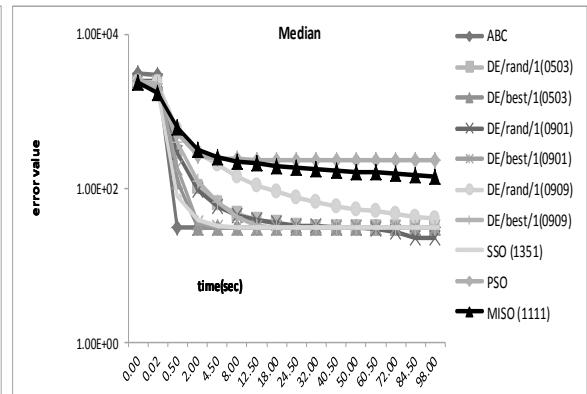 Median
1.00E+04
1.00E+02
1.00E+00
error value
time(sec)
0.00
0.02
0.50
2.00
4.50
8.00
12.50
18.00
24.50
32.00
40.50
50.00
60.50
72.00
84.50
98.00
ABC
DE/rand/1(0503)
DE/best/1(0503)
DE/rand/1(0901)
DE/best/1(0901)
DE/rand/1(0909)
DE/best/1(0909)
SSO (1351)
PSO
MISO (1111)